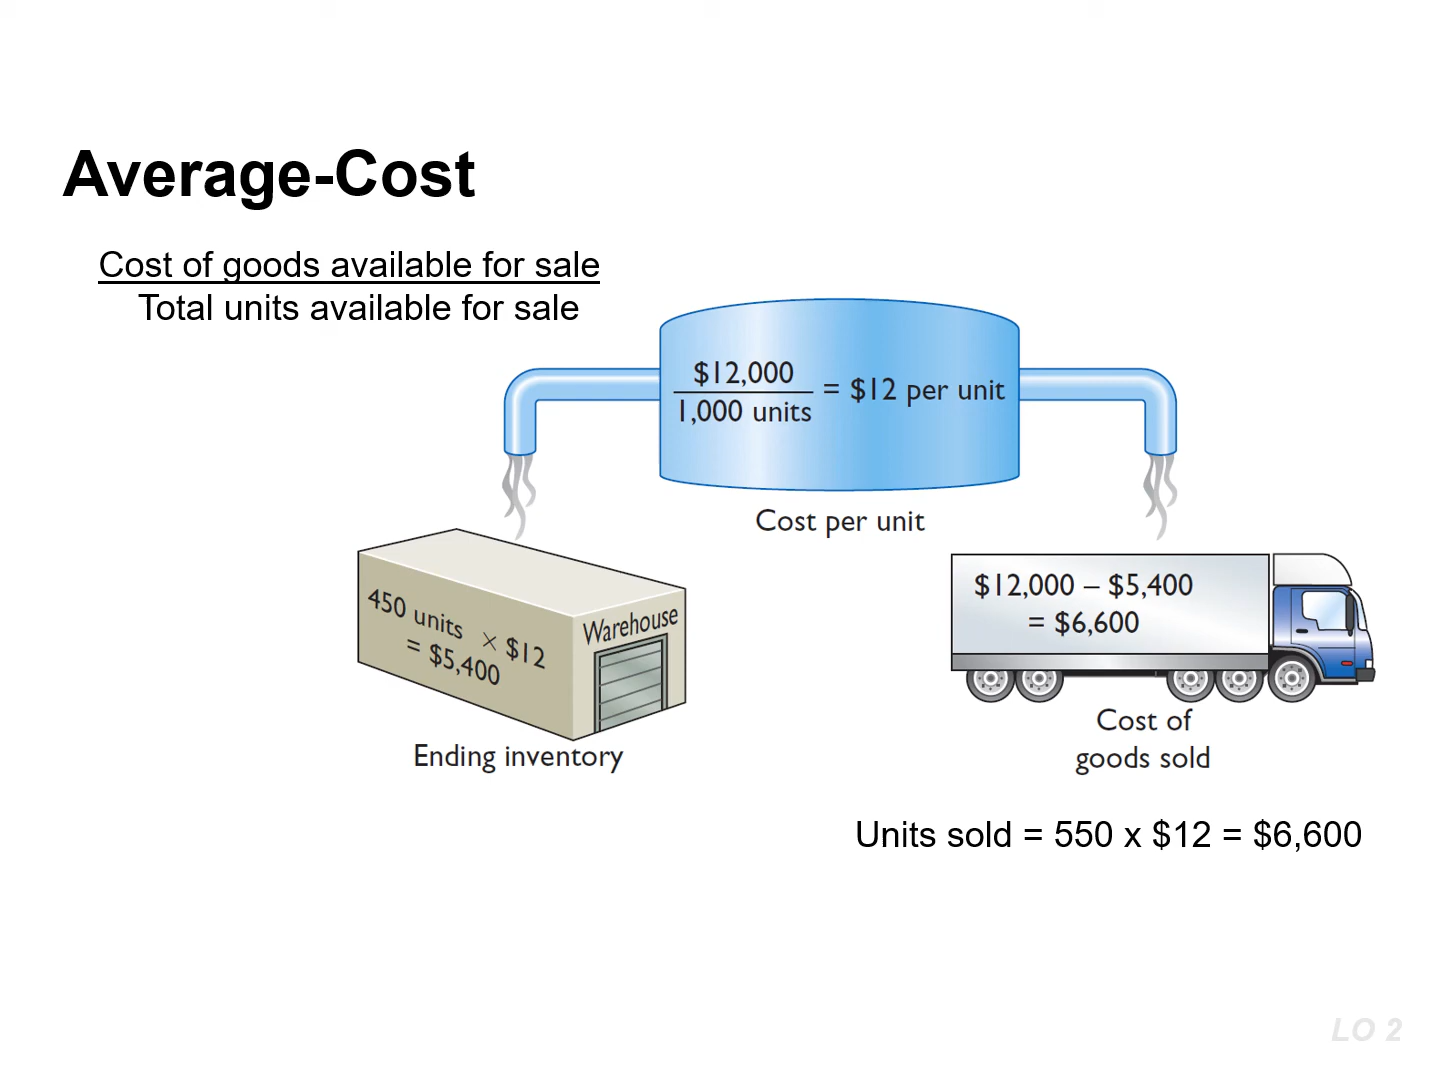 Average-Cost
Cost of goods available for sale
Total units available for sale
$12,000
1,000 units
= $12 per unit
Cost per unit
450 units × $12
= $5,400
Warehouse
Ending inventory
$12,000 – $5,400
= $6,600
Cost of
goods sold
Units sold = 550 x $12 = $6,600
LO 2